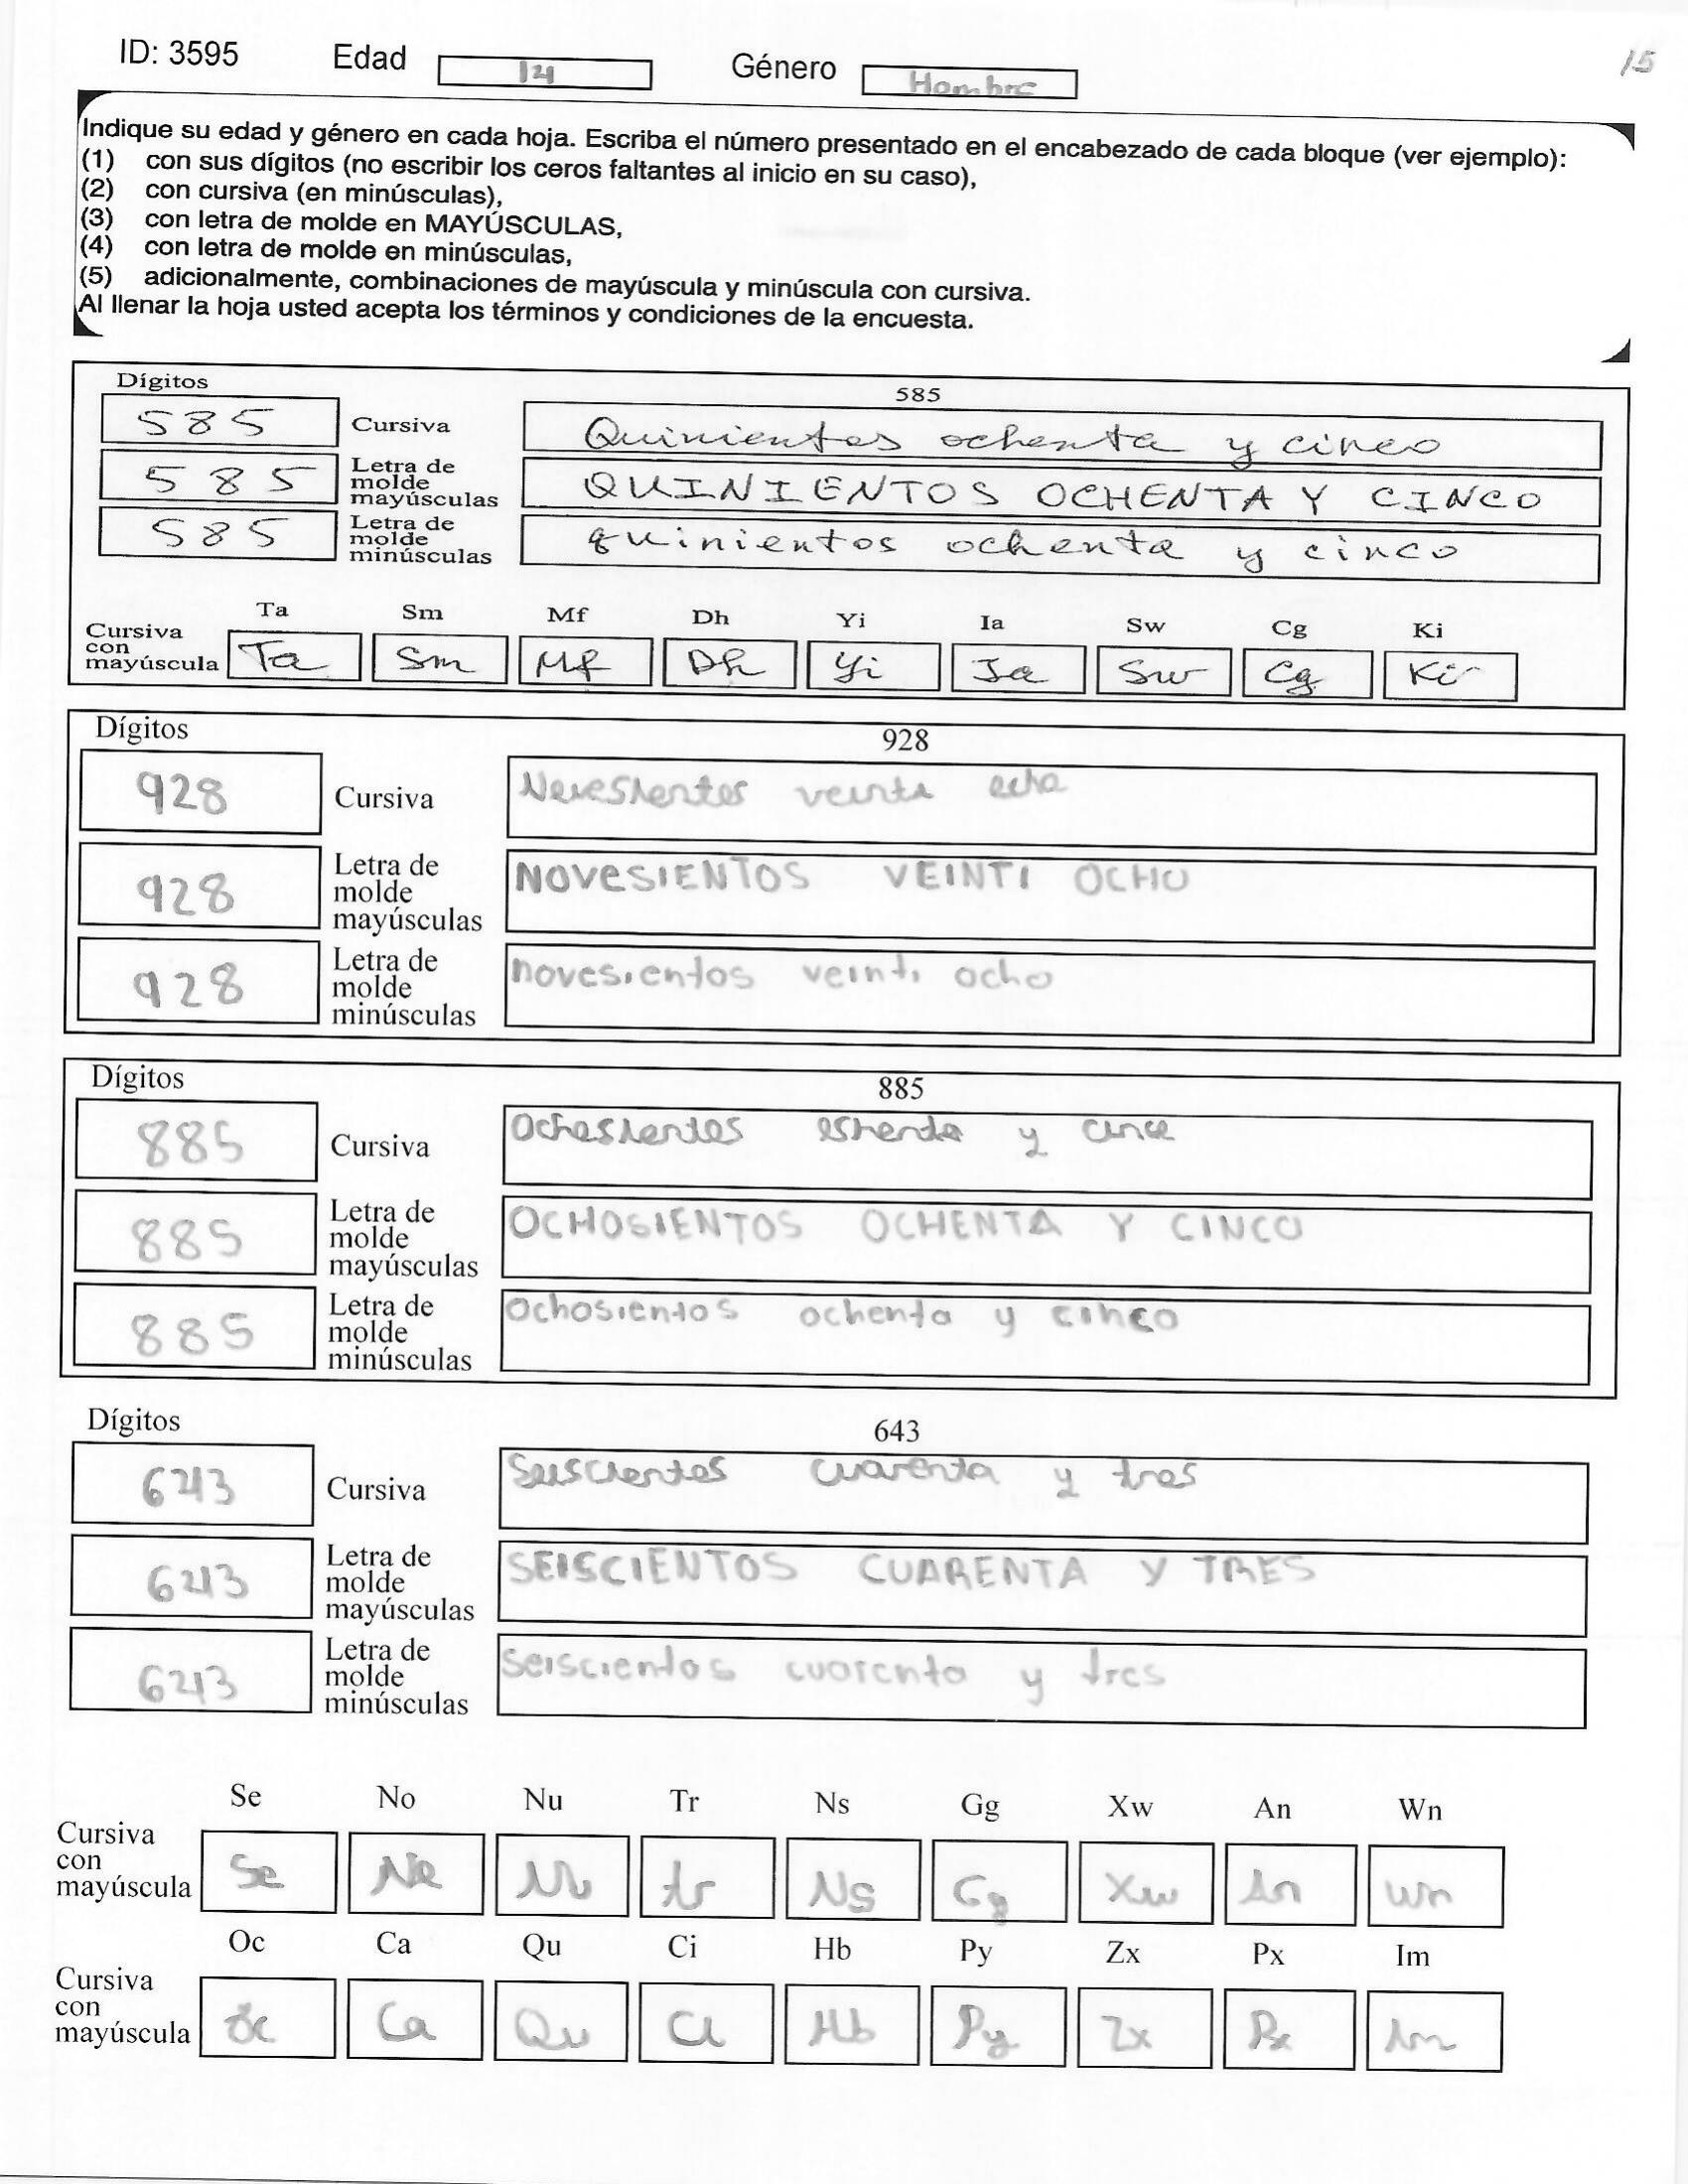 ID: 3595 Edad 14 Género Hombre 15
Indique su edad y género en cada hoja. Escriba el número presentado en el encabezado de cada bloque (ver ejemplo):
(1) con sus dígitos (no escribir los ceros faltantes al inicio en su caso),
(2) con cursiva (en minúsculas),
(3) con letra de molde en MAYÚSCULAS,
(4) con letra de molde en minúsculas,
(5) adicionalmente, combinaciones de mayúscula y minúscula con cursiva.
Al llenar la hoja usted acepta los términos y condiciones de la encuesta.
Dígitos 585
585 Cursiva Quinientos ochenta y cinco
585 Letra de molde mayúsculas QUINIENTOS OCHENTA Y CINCO
585 Letra de molde minúsculas quinientos ochenta y cinco
Ta Sm Mf Dh Yi Ia Sw Cg Ki
Cursiva con mayúscula Ta Sm Mf Dh Yi Ia Sw Cg Ki
Dígitos 928
928 Cursiva Novesientos veinti ocho
928 Letra de molde mayúsculas NOVESIENTOS VEINTI OCHO
928 Letra de molde minúsculas novesientos veinti ocho
Dígitos 885
885 Cursiva Ochosientos y cinco
885 Letra de molde mayúsculas OCHOSIENTOS OCHENTA Y CINCO
885 Letra de molde minúsculas Ochosientos ochenta y cinco
Dígitos 643
643 Cursiva Seiscientos cuarenta y tres
643 Letra de molde mayúsculas SEISCIENTOS CUARENTA Y TRES
643 Letra de molde minúsculas Seiscientos cuarenta y tres
Se No Nu Tr Ns Gg Xw An Wn
Cursiva con mayúscula Se No Nu tr Ns Gg Xw An wn
Oc Ca Qu Ci Hb Py Zx Px Im
Cursiva con mayúscula Oc Ca Qu Ci Hb Py Zx Px Im